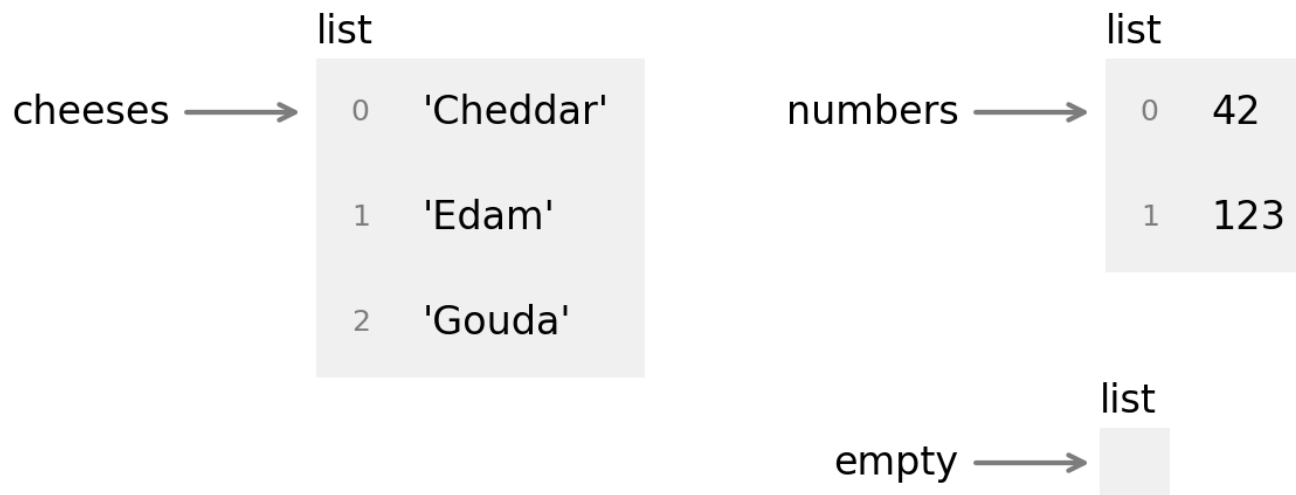 list
cheeses 0 'Cheddar'
1 'Edam'
2 'Gouda'
list
numbers 0 42
1 123
list
empty